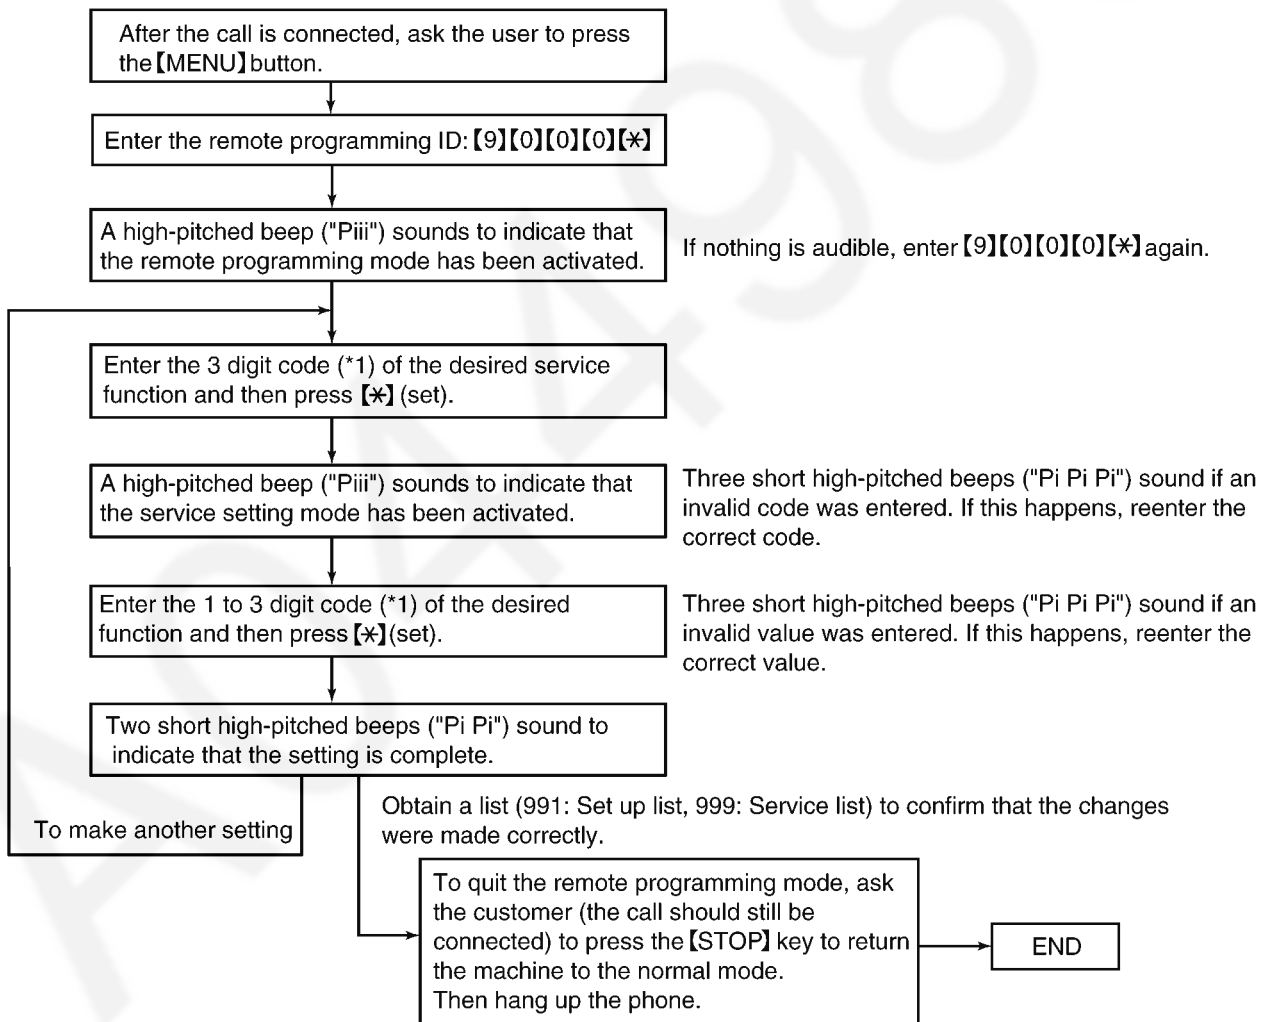 After the call is connected, ask the user to press
the【MENU】button.
Enter the remote programming ID:【9】【0】【0】【0】【＊】
A high-pitched beep ("Piii") sounds to indicate that
the remote programming mode has been activated.
If nothing is audible, enter【9】【0】【0】【0】【＊】again.
Enter the 3 digit code (*1) of the desired service
function and then press【＊】(set).
A high-pitched beep ("Piii") sounds to indicate that
the service setting mode has been activated.
Three short high-pitched beeps ("Pi Pi Pi") sound if an
invalid code was entered. If this happens, reenter the
correct code.
Enter the 1 to 3 digit code (*1) of the desired
function and then press【＊】(set).
Three short high-pitched beeps ("Pi Pi Pi") sound if an
invalid value was entered. If this happens, reenter the
correct value.
Two short high-pitched beeps ("Pi Pi") sound to
indicate that the setting is complete.
To make another setting
Obtain a list (991: Set up list, 999: Service list) to confirm that the changes
were made correctly.
To quit the remote programming mode, ask
the customer (the call should still be
connected) to press the【STOP】key to return
the machine to the normal mode.
Then hang up the phone.
END